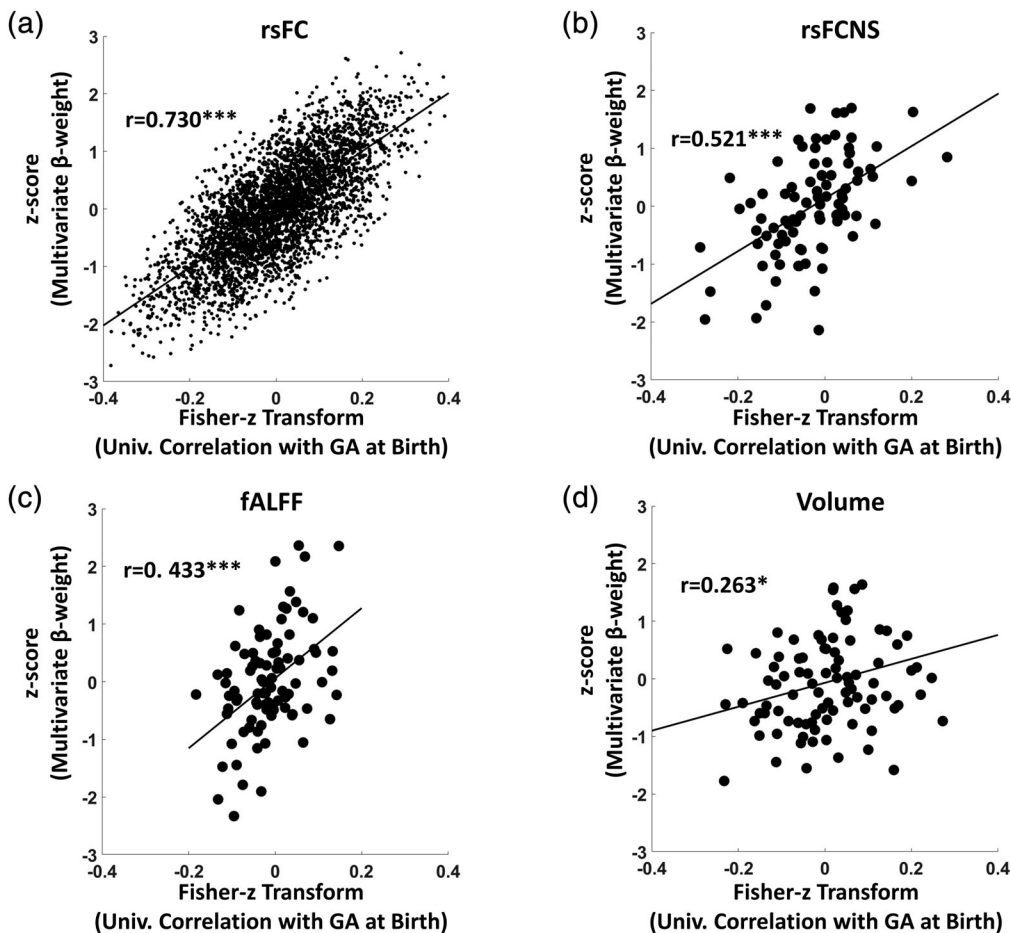 (a)
rsFC
z-score
(Multivariate β-weight)
3
2
1
0
-1
-2
-3
r=0.730***
-0.4
-0.2
0
0.2
0.4
Fisher-z Transform
(Univ. Correlation with GA at Birth)
(b)
rsFCNS
z-score
(Multivariate β-weight)
3
2
1
0
-1
-2
-3
r=0.521***
-0.4
-0.2
0
0.2
0.4
Fisher-z Transform
(Univ. Correlation with GA at Birth)
(c)
fALFF
z-score
(Multivariate β-weight)
3
2
1
0
-1
-2
-3
r=0. 433***
-0.4
-0.2
0
0.2
0.4
Fisher-z Transform
(Univ. Correlation with GA at Birth)
(d)
Volume
z-score
(Multivariate β-weight)
3
2
1
0
-1
-2
-3
r=0.263*
-0.4
-0.2
0
0.2
0.4
Fisher-z Transform
(Univ. Correlation with GA at Birth)